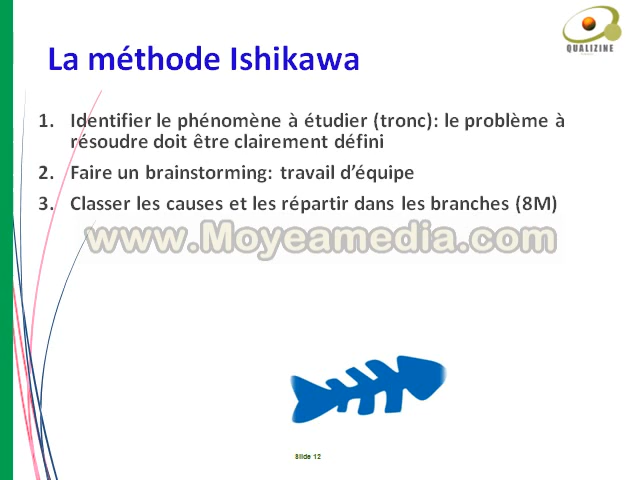 QUALIZINE
La méthode Ishikawa
1. Identifier le phénomène à étudier (tronc): le problème à
résoudre doit être clairement défini
2. Faire un brainstorming: travail d’équipe
3. Classer les causes et les répartir dans les branches (8M)
www.Moyeamedia.com
Slide 12